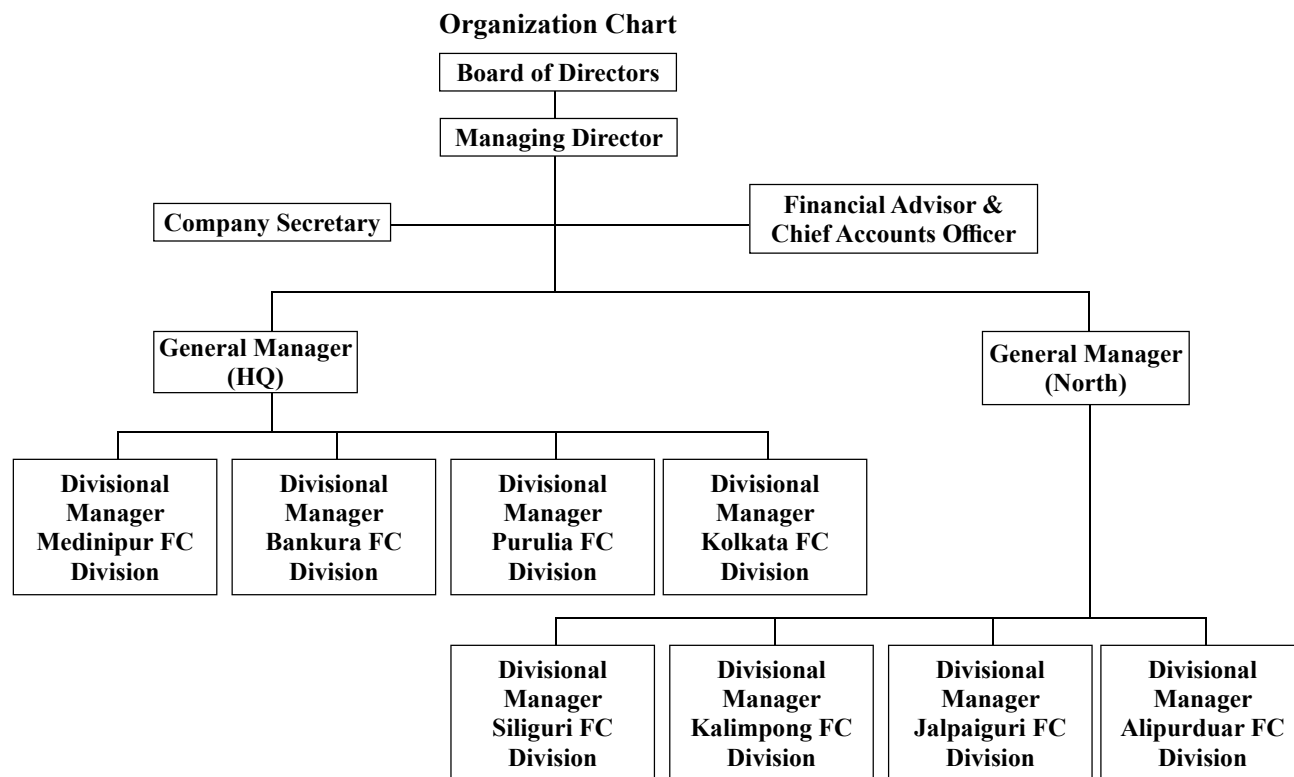 Organization Chart
Board of Directors
Managing Director
Company Secretary
Financial Advisor &
Chief Accounts Officer
General Manager
(HQ)
General Manager
(North)
Divisional
Manager
Medinipur FC
Division
Divisional
Manager
Bankura FC
Division
Divisional
Manager
Purulia FC
Division
Divisional
Manager
Kolkata FC
Division
Divisional
Manager
Siliguri FC
Division
Divisional
Manager
Kalimpong FC
Division
Divisional
Manager
Jalpaiguri FC
Division
Divisional
Manager
Alipurduar FC
Division